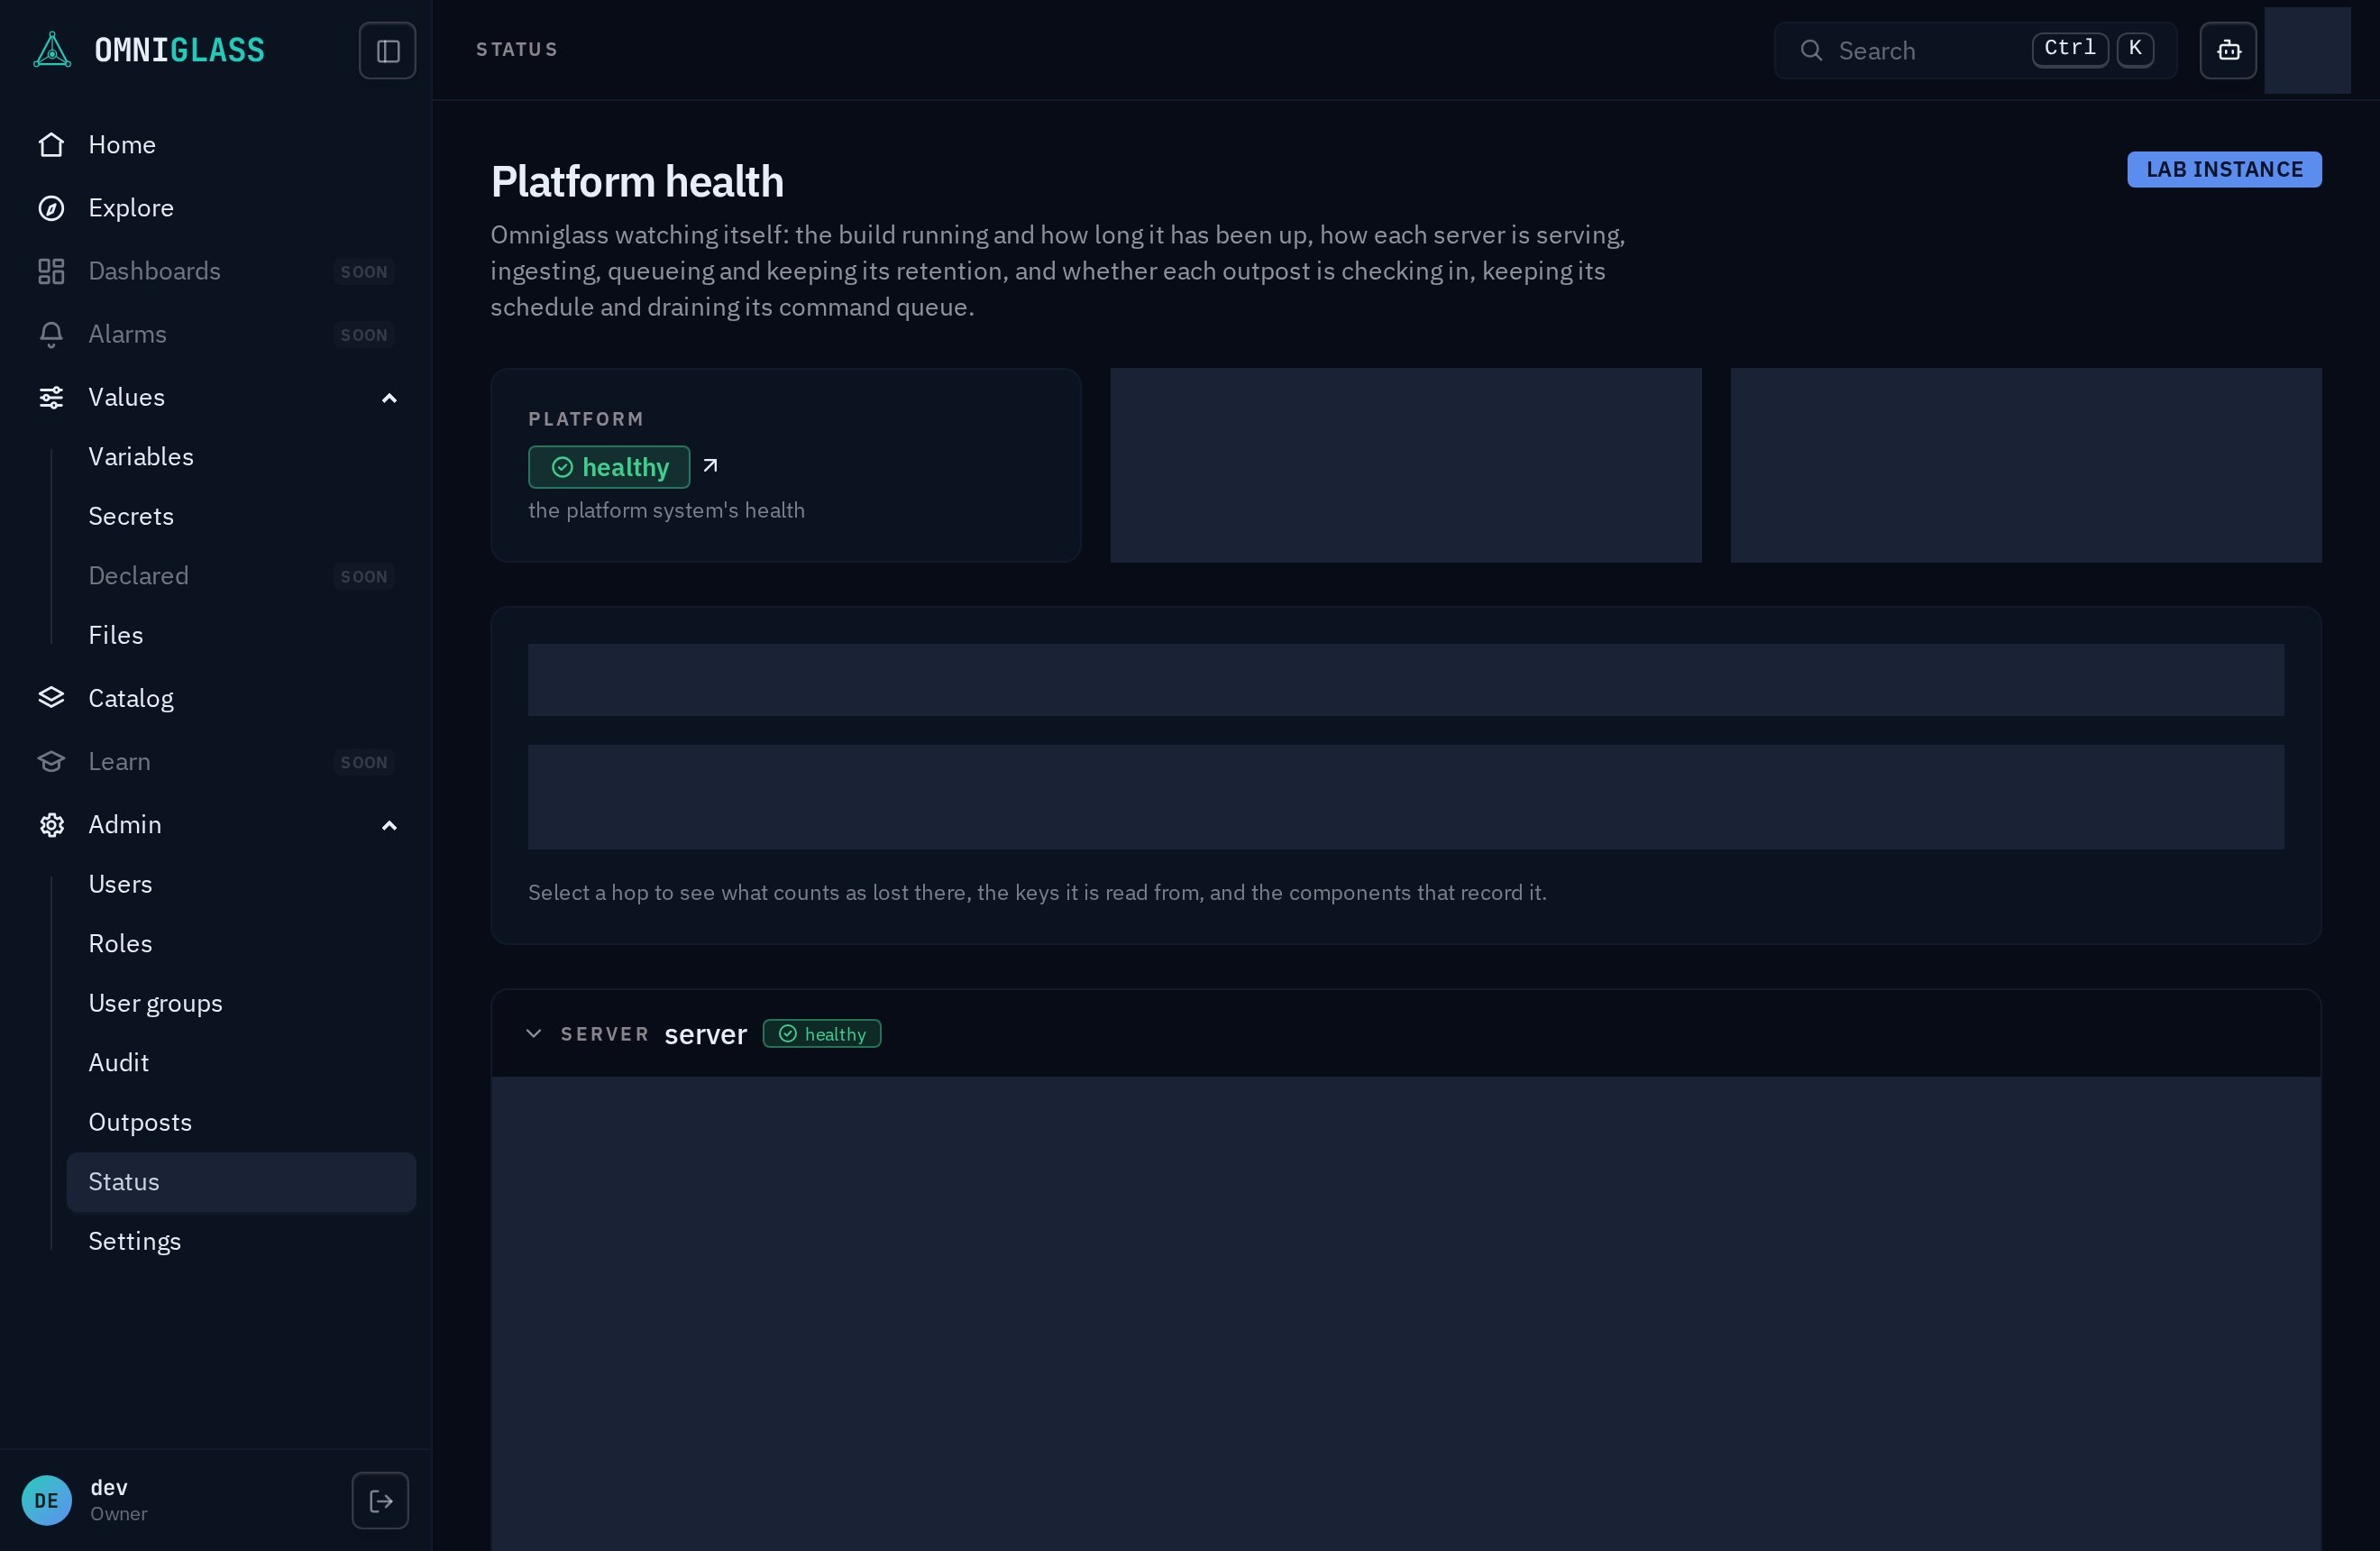 OMNIGLASS
Home
Explore
Dashboards SOON
Alarms SOON
Values
Variables
Secrets
Declared SOON
Files
Catalog
Learn SOON
Admin
Users
Roles
User groups
Audit
Outposts
Status
Settings
DE
dev
Owner
STATUS
Search Ctrl K
Platform health
LAB INSTANCE
Omniglass watching itself: the build running and how long it has been up, how each server is serving,
ingesting, queueing and keeping its retention, and whether each outpost is checking in, keeping its
schedule and draining its command queue.
PLATFORM
healthy
the platform system's health
Select a hop to see what counts as lost there, the keys it is read from, and the components that record it.
SERVER server healthy